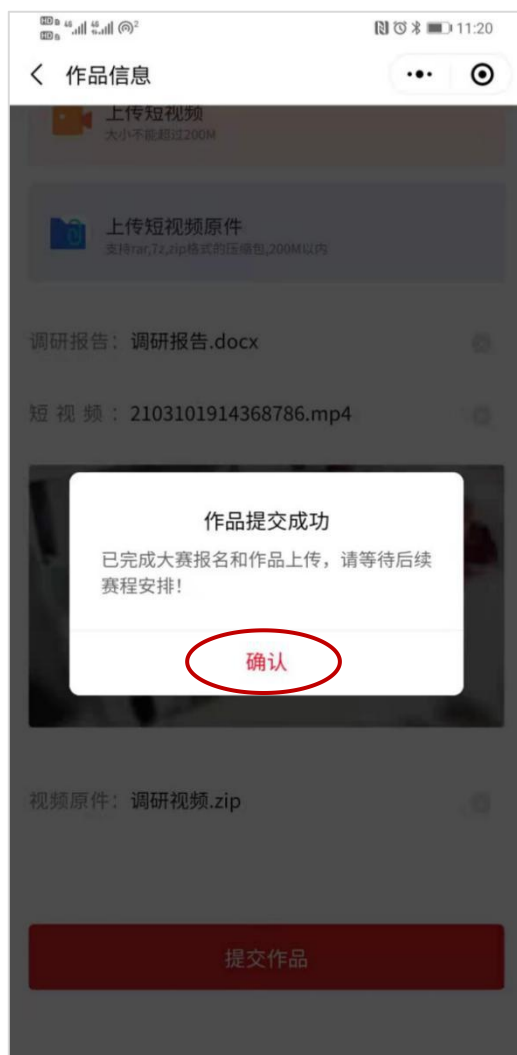 11:20
作品信息
上传短视频
大小不能超过200M
上传短视频原件
支持rar,7z,zip格式的压缩包,200M以内
调研报告：调研报告.docx
短 视 频 ：2103101914368786.mp4
作品提交成功
已完成大赛报名和作品上传，请等待后续
赛程安排！
确认
视频原件：调研视频.zip
提交作品